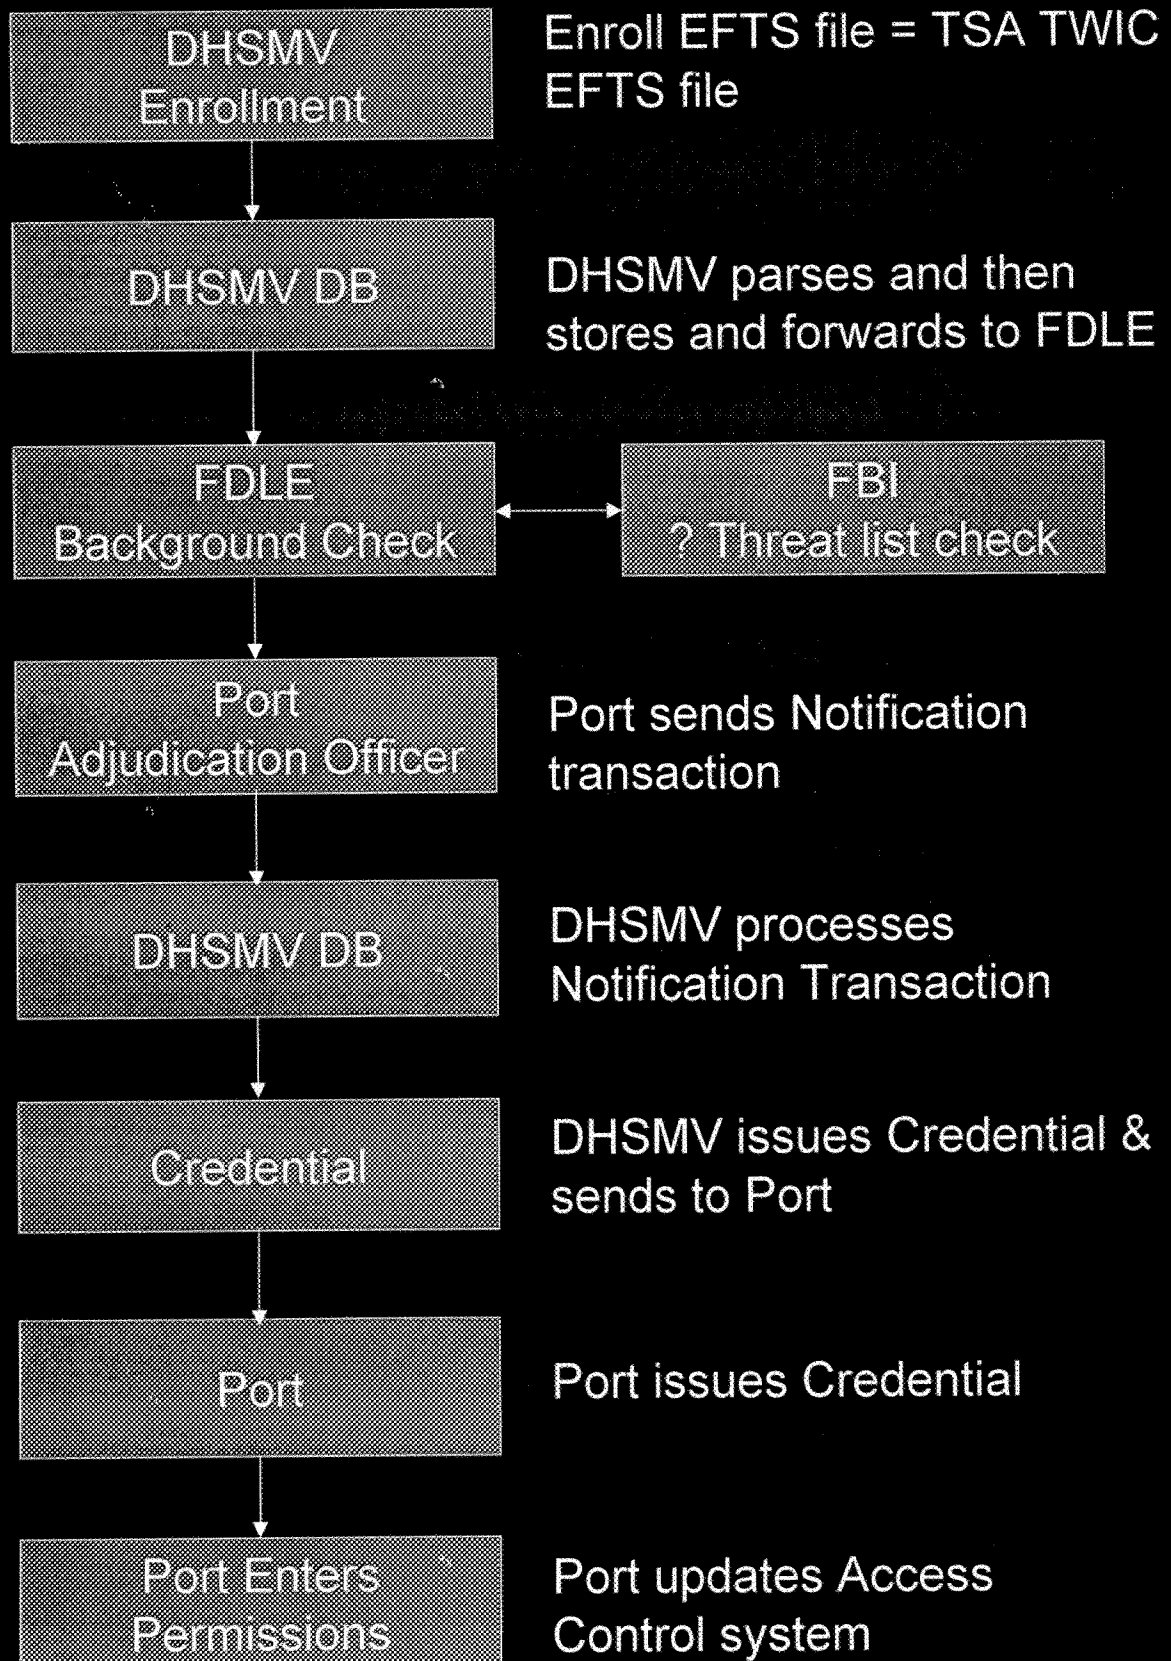 DHSMV
Enrollment
Enroll EFTS file = TSA TWIC
EFTS file
DHSMV DB
DHSMV parses and then
stores and forwards to FDLE
FDLE
Background Check
FBI
? Threat list check
Port
Adjudication Officer
Port sends Notification
transaction
DHSMV DB
DHSMV processes
Notification Transaction
Credential
DHSMV issues Credential &
sends to Port
Port
Port issues Credential
Port Enters
Permissions
Port updates Access
Control system